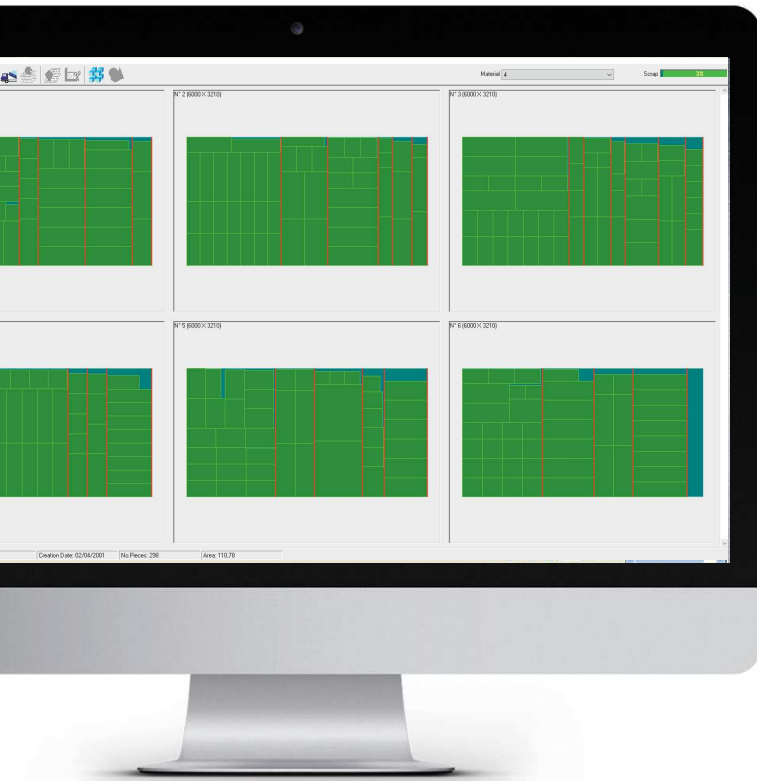 Material 4 Scrap 3%
N° 2 (6000 X 3210) N° 3 (6000 X 3210)
N° 5 (6000 X 3210) N° 6 (6000 X 3210)
Creation Date: 02/04/2001 No.Pieces: 298 Area: 110,78